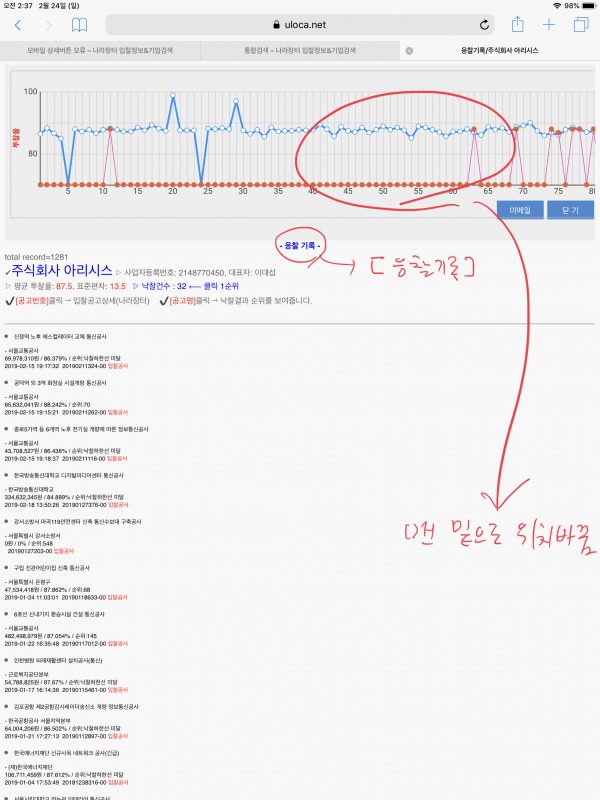 오전 2:37 2월 24일 (일)
98%
uloca.net
모바일 상세버튼 오류 – 나라장터 입찰정보&기업검색
통합검색 – 나라장터 입찰정보&기업검색
응찰기록/주식회사 아리시스
100
80
투찰율
5 10 15 20 25 30 35 40 45 50 55 60 65 70 75 80
이메일 닫 기
- 응찰 기록 -
[응찰기록]
total record=1281
✔주식회사 아리시스 ▷ 사업자등록번호: 2148770450, 대표자: 이대섭
▷ 평균 투찰율: 87.5, 표준편차: 13.5 ▷ 낙찰건수 : 32 ⟵ 클릭 1순위
✔[공고번호]클릭 → 입찰공고상세(나라장터) ✔[공고명]클릭 → 낙찰결과 순위를 보여줍니다.
신정역 노후 에스컬레이터 교체 통신공사
- 서울교통공사
69,978,310원 / 86.379% / 순위:낙찰하한선 미달
2019-02-15 19:17:32 20190211324-00 입찰공사
공덕역 외 3역 화장실 시설개량 통신공사
- 서울교통공사
65,632,041원 / 88.242% / 순위:70
2019-02-15 19:15:21 20190211262-00 입찰공사
종로5가역 등 6개역 노후 전기실 개량에 따른 정보통신공사
- 서울교통공사
43,708,527원 / 86.436% / 순위:낙찰하한선 미달
2019-02-15 19:18:37 20190211116-00 입찰공사
한국방송통신대학교 디지털미디어센터 통신공사
- 한국방송통신대학교
334,632,345원 / 84.889% / 순위:낙찰하한선 미달
2019-02-18 13:50:26 20190127376-00 입찰공사
강서소방서 마곡119안전센터 신축 통신수보대 구축공사
- 서울특별시 강서소방서
0원 / 0% / 순위:548
20190127203-00 입찰공사
①맨 밑으로 위치바꿈
구립 진관어린이집 신축 통신공사
- 서울특별시 은평구
47,534,418원 / 87.862% / 순위:68
2019-01-24 11:03:01 20190118633-00 입찰공사
6호선 신내기지 환승시설 건설 통신공사
- 서울교통공사
482,498,979원 / 87.054% / 순위:145
2019-01-22 16:35:48 20190117012-00 입찰공사
인천병원 외래재활센터 설치공사(통신)
- 근로복지공단본부
54,788,825원 / 87.67% / 순위:낙찰하한선 미달
2019-01-17 16:14:36 20190115461-00 입찰공사
김포공항 제2공항감시레이더송신소 개량 정보통신공사
- 한국공항공사 서울지역본부
64,004,206원 / 86.502% / 순위:낙찰하한선 미달
2019-01-21 17:27:13 20190112897-00 입찰공사
한국에너지재단 신규사옥 네트워크 공사(긴급)
- (재)한국에너지재단
106,711,459원 / 87.612% / 순위:낙찰하한선 미달
2019-01-04 17:53:49 20181238316-00 입찰공사